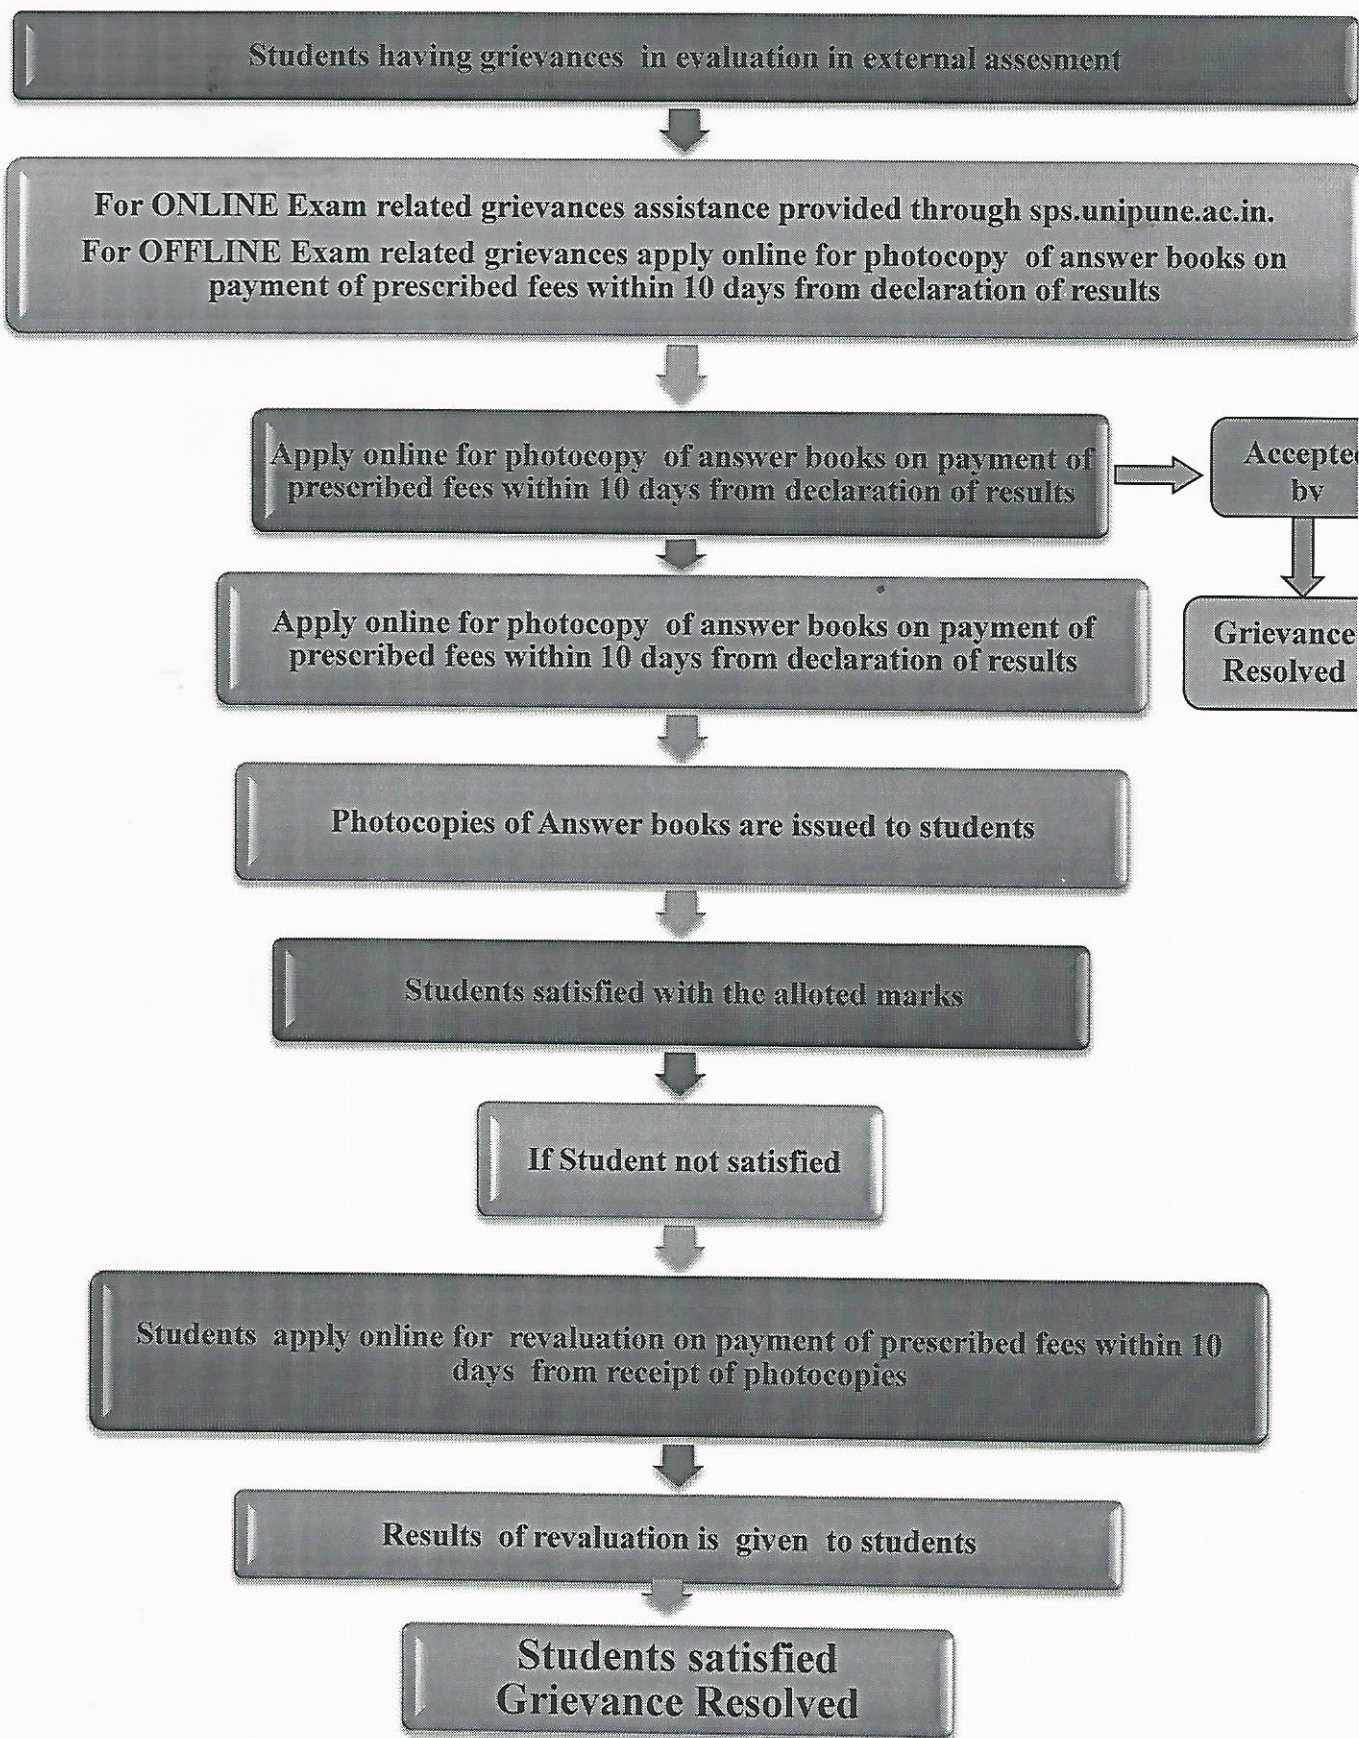 Students having grievances in evaluation in external assesment
For ONLINE Exam related grievances assistance provided through sps.unipune.ac.in.
For OFFLINE Exam related grievances apply online for photocopy of answer books on
payment of prescribed fees within 10 days from declaration of results
Apply online for photocopy of answer books on payment of
prescribed fees within 10 days from declaration of results
Accepted
by
Apply online for photocopy of answer books on payment of
prescribed fees within 10 days from declaration of results
Grievance
Resolved
Photocopies of Answer books are issued to students
Students satisfied with the alloted marks
If Student not satisfied
Students apply online for revaluation on payment of prescribed fees within 10
days from receipt of photocopies
Results of revaluation is given to students
Students satisfied
Grievance Resolved